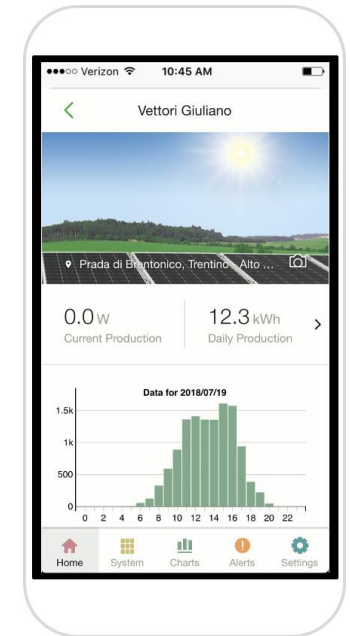 Verizon 10:45 AM
Vettori Giuliano
Prada di Brentonico, Trentino - Alto ...
0.0 W 12.3 kWh
Current Production Daily Production
Data for 2018/07/19
1.5k
1k
500
0
0 2 4 6 8 10 12 14 16 18 20 22
Home System Charts Alerts Settings